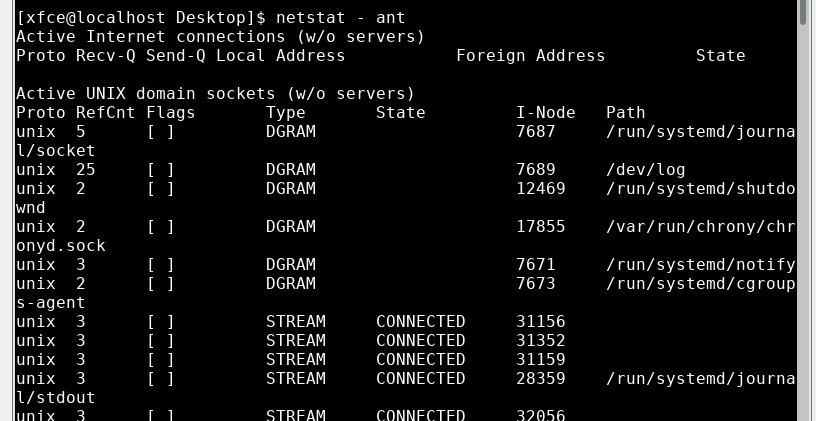 [xfce@localhost Desktop]$ netstat - ant
Active Internet connections (w/o servers)
Proto Recv-Q Send-Q Local Address           Foreign Address         State
Active UNIX domain sockets (w/o servers)
Proto RefCnt Flags       Type       State         I-Node   Path
unix  5      [ ]         DGRAM                    7687     /run/systemd/journa
l/socket
unix  25     [ ]         DGRAM                    7689     /dev/log
unix  2      [ ]         DGRAM                    12469    /run/systemd/shutdo
wnd
unix  2      [ ]         DGRAM                    17855    /var/run/chrony/chr
onyd.sock
unix  3      [ ]         DGRAM                    7671     /run/systemd/notify
unix  2      [ ]         DGRAM                    7673     /run/systemd/cgroup
s-agent
unix  3      [ ]         STREAM     CONNECTED     31156
unix  3      [ ]         STREAM     CONNECTED     31352
unix  3      [ ]         STREAM     CONNECTED     31159
unix  3      [ ]         STREAM     CONNECTED     28359    /run/systemd/journa
l/stdout
unix  3      [ ]         STREAM     CONNECTED     32056